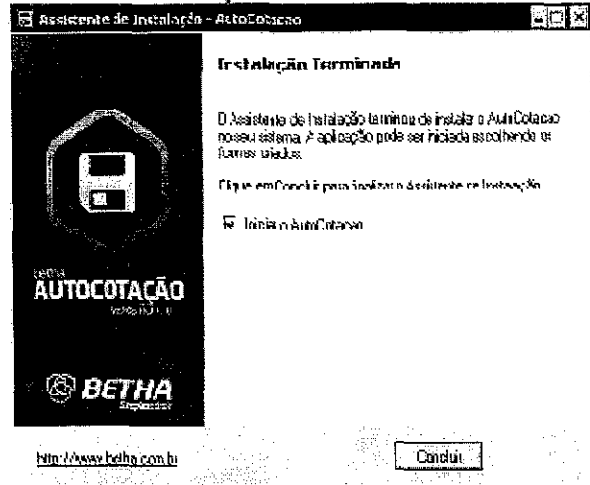 Assistente de Instalação - AutoCotacao
Instalação Terminada
O Assistente de Instalação terminou de instalar o AutoCotacao
no seu sistema. A aplicação pode ser iniciada escolhendo os
ícones criados.
Clique em Concluir para finalizar o Assistente de Instalação.
Iniciar o AutoCotacao
betha
AUTOCOTAÇÃO
BETHA
http://www.betha.com.br
Concluir